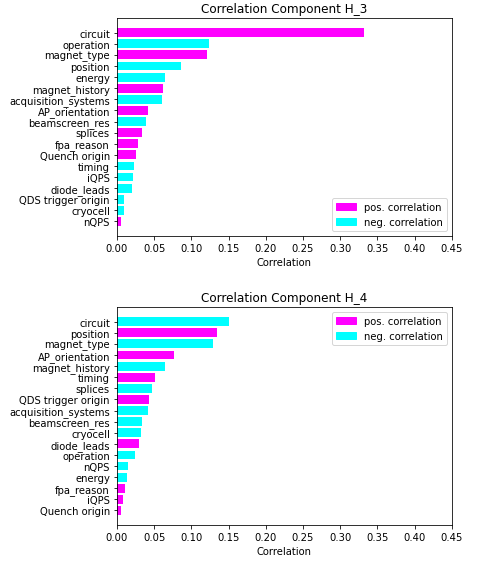 Correlation Component H_3
circuit
operation
magnet_type
position
energy
magnet_history
acquisition_systems
AP_orientation
beamscreen_res
splices
fpa_reason
Quench origin
timing
iQPS
diode_leads
QDS trigger origin
cryocell
nQPS
pos. correlation
neg. correlation
0.00 0.05 0.10 0.15 0.20 0.25 0.30 0.35 0.40 0.45
Correlation
Correlation Component H_4
circuit
position
magnet_type
AP_orientation
magnet_history
timing
splices
QDS trigger origin
acquisition_systems
beamscreen_res
cryocell
diode_leads
operation
nQPS
energy
fpa_reason
iQPS
Quench origin
pos. correlation
neg. correlation
0.00 0.05 0.10 0.15 0.20 0.25 0.30 0.35 0.40 0.45
Correlation